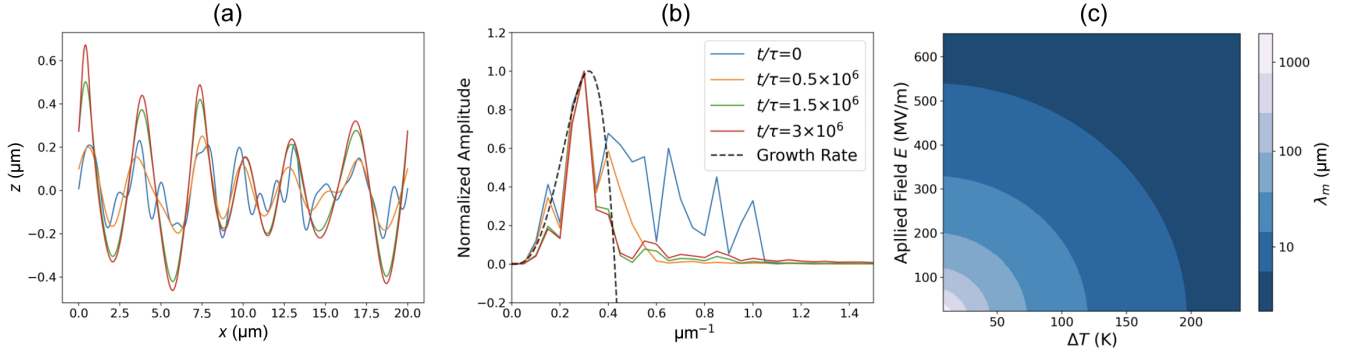 (a)
0.6
0.4
0.2
0.0
−0.2
−0.4
z (µm)
0.0 2.5 5.0 7.5 10.0 12.5 15.0 17.5 20.0
x (µm)
(b)
1.0
0.8
0.6
0.4
0.2
0.0
−0.2
Normalized Amplitude
t/τ=0
t/τ=0.5×10⁶
t/τ=1.5×10⁶
t/τ=3×10⁶
Growth Rate
0.0 0.2 0.4 0.6 0.8 1.0 1.2 1.4
µm⁻¹
(c)
600
500
400
300
200
100
Apllied Field E (MV/m)
50 100 150 200
ΔT (K)
1000
100
10
λₘ (µm)